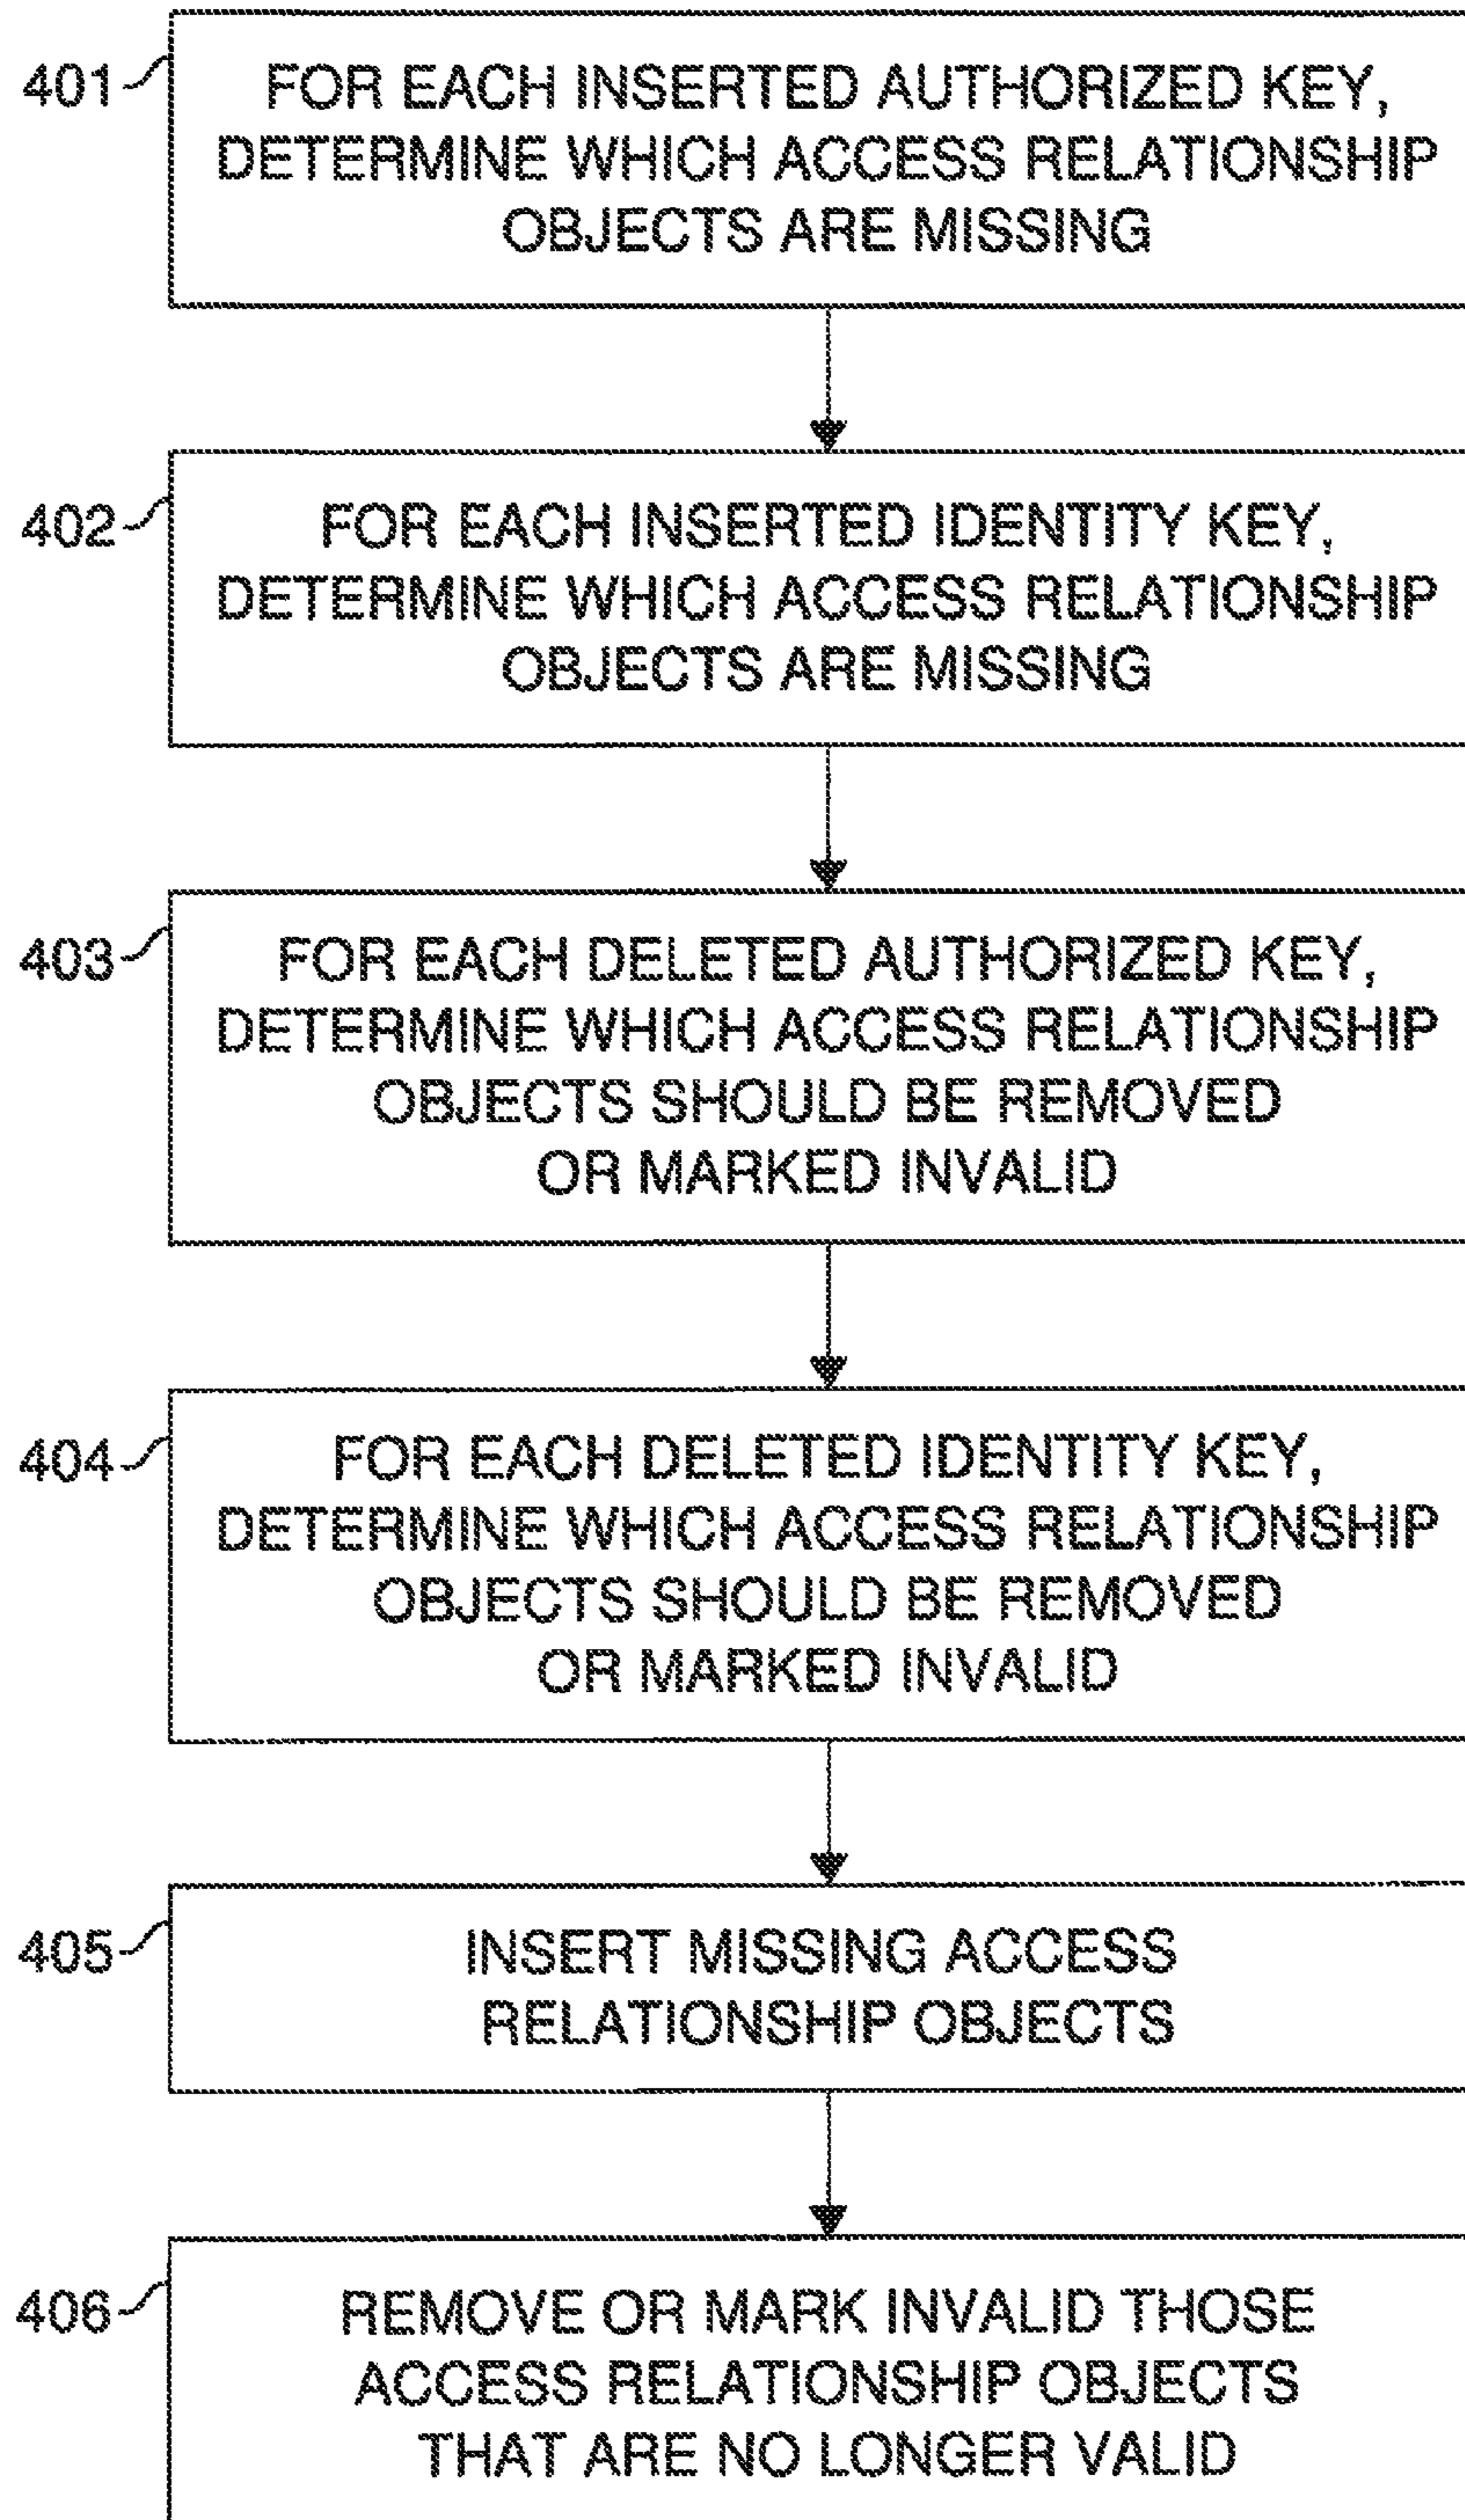 401
FOR EACH INSERTED AUTHORIZED KEY,
DETERMINE WHICH ACCESS RELATIONSHIP
OBJECTS ARE MISSING
402
FOR EACH INSERTED IDENTITY KEY,
DETERMINE WHICH ACCESS RELATIONSHIP
OBJECTS ARE MISSING
403
FOR EACH DELETED AUTHORIZED KEY,
DETERMINE WHICH ACCESS RELATIONSHIP
OBJECTS SHOULD BE REMOVED
OR MARKED INVALID
404
FOR EACH DELETED IDENTITY KEY,
DETERMINE WHICH ACCESS RELATIONSHIP
OBJECTS SHOULD BE REMOVED
OR MARKED INVALID
405
INSERT MISSING ACCESS
RELATIONSHIP OBJECTS
406
REMOVE OR MARK INVALID THOSE
ACCESS RELATIONSHIP OBJECTS
THAT ARE NO LONGER VALID